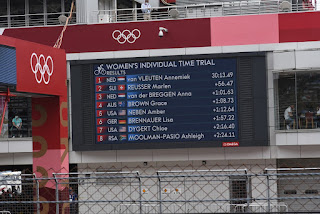 WOMEN'S INDIVIDUAL TIME TRIAL
RESULTS
1 NED van VLEUTEN Annemiek 30:13.49
2 SUI REUSSER Marlen +56.47
3 NED van der BREGGEN Anna +1:01.63
4 AUS BROWN Grace +1:08.73
5 USA NEBEN Amber +1:12.64
6 GER BRENNAUER Lisa +1:57.22
7 USA DYGERT Chloe +2:16.40
8 RSA MOOLMAN-PASIO Ashleigh +2:24.11
OMEGA